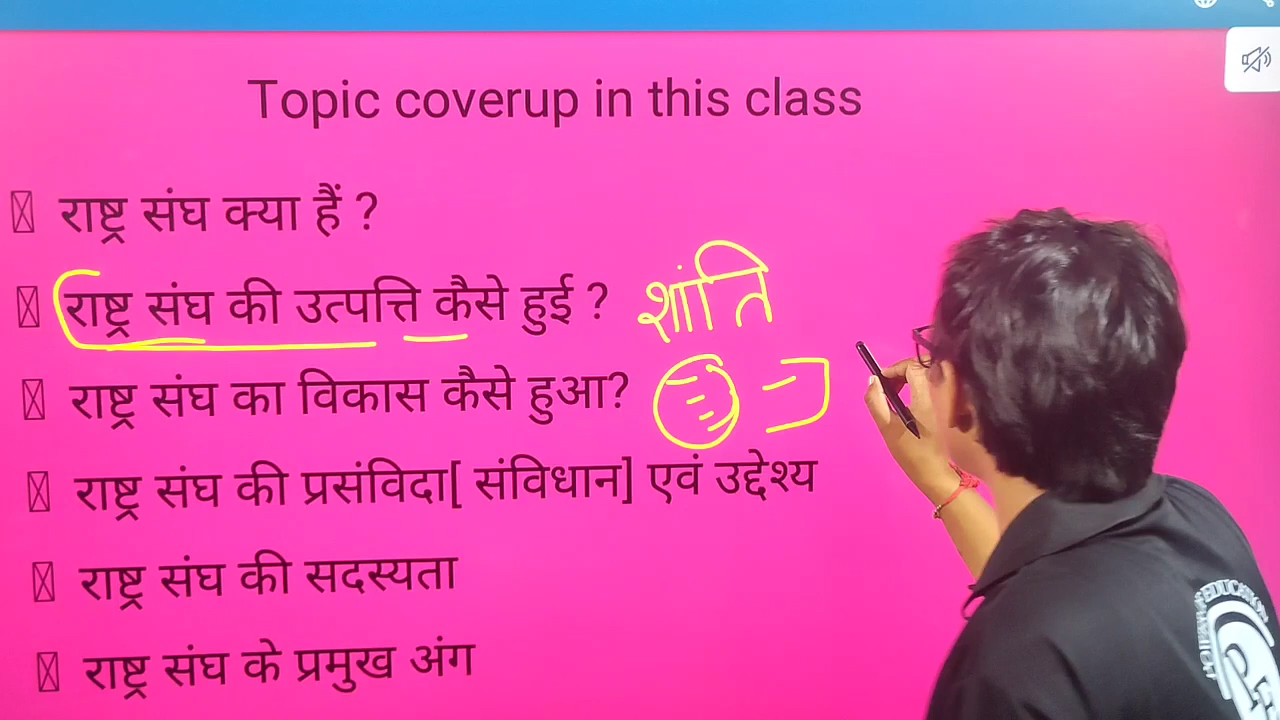 Topic coverup in this class
राष्ट्र संघ क्या हैं ?
राष्ट्र संघ की उत्पत्ति कैसे हुई ? शांति
राष्ट्र संघ का विकास कैसे हुआ?
राष्ट्र संघ की प्रसंविदा[ संविधान] एवं उद्देश्य
राष्ट्र संघ की सदस्यता
राष्ट्र संघ के प्रमुख अंग